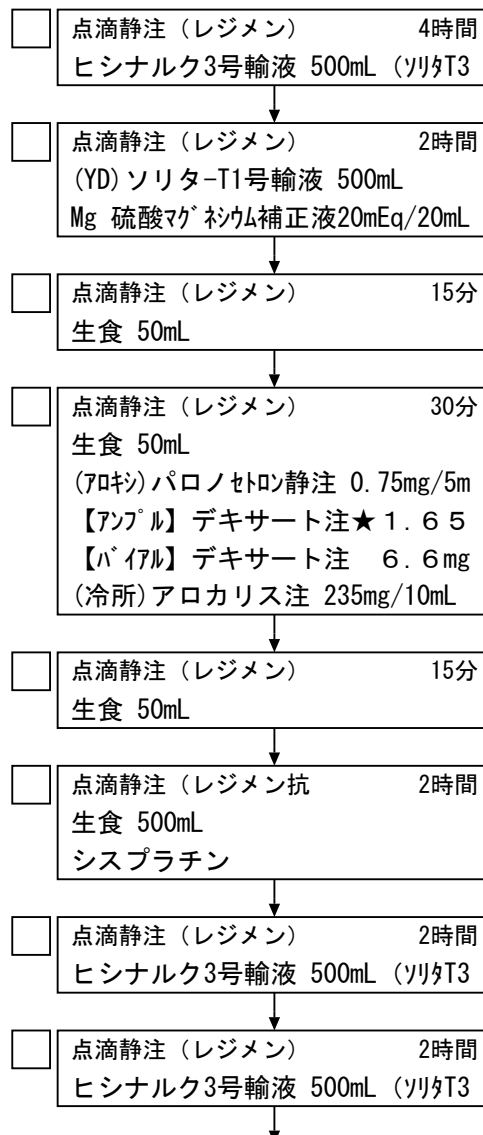 点滴静注（レジメン） 4時間
ヒシナルク3号輸液 500mL (ｿﾘﾀT3
点滴静注（レジメン） 2時間
(YD)ソリターT1号輸液 500mL
Mg 硫酸ﾏｸﾞﾈｼｳﾑ補正液20mEq/20mL
点滴静注（レジメン） 15分
生食 50mL
点滴静注（レジメン） 30分
生食 50mL
(ｱﾛｷｼ)パロノｾﾄﾛﾝ静注 0.75mg/5m
【ｱﾝﾌﾟﾙ】デキサート注★１.６５
【ﾊﾞｲｱﾙ】デキサート注　６.６mg
(冷所)アロカリス注 235mg/10mL
点滴静注（レジメン） 15分
生食 50mL
点滴静注（レジメン抗 2時間
生食 500mL
シスプラチン
点滴静注（レジメン） 2時間
ヒシナルク3号輸液 500mL (ｿﾘﾀT3
点滴静注（レジメン） 2時間
ヒシナルク3号輸液 500mL (ｿﾘﾀT3